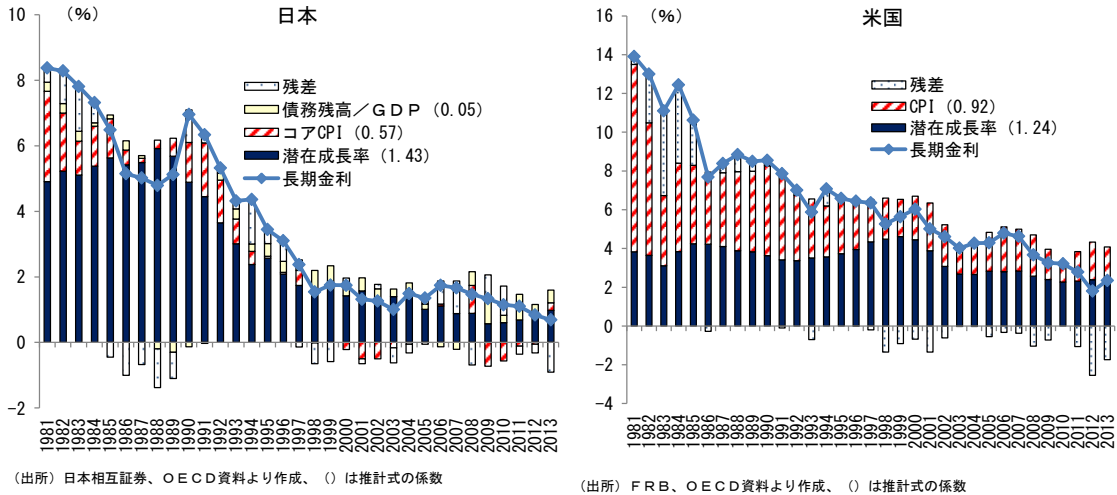 （％）
日本
10
8
6
4
2
0
−2
残差
債務残高／ＧＤＰ（0.05）
コアCPI（0.57）
潜在成長率（1.43）
長期金利
1981 1982 1983 1984 1985 1986 1987 1988 1989 1990 1991 1992 1993 1994 1995 1996 1997 1998 1999 2000 2001 2002 2003 2004 2005 2006 2007 2008 2009 2010 2011 2012 2013
（出所）日本相互証券、ＯＥＣＤ資料より作成、（）は推計式の係数
（％）
米国
16
14
12
10
8
6
4
2
0
−2
−4
残差
CPI（0.92）
潜在成長率（1.24）
長期金利
1981 1982 1983 1984 1985 1986 1987 1988 1989 1990 1991 1992 1993 1994 1995 1996 1997 1998 1999 2000 2001 2002 2003 2004 2005 2006 2007 2008 2009 2010 2011 2012 2013
（出所）ＦＲＢ、ＯＥＣＤ資料より作成、（）は推計式の係数